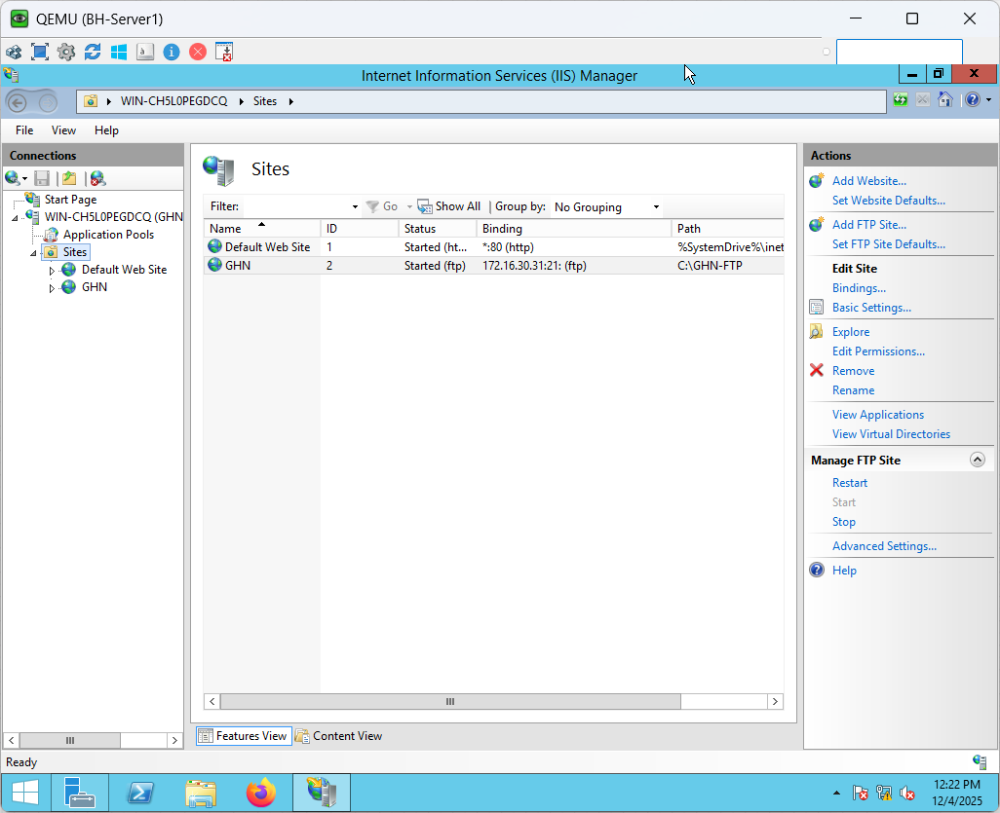 QEMU (BH-Server1)
Internet Information Services (IIS) Manager
WIN-CH5L0PEGDCQ Sites
File View Help
Connections
Start Page
WIN-CH5L0PEGDCQ (GHN
Application Pools
Sites
Default Web Site
GHN
Sites
Filter: Go Show All Group by: No Grouping
Name ID Status Binding Path
Default Web Site 1 Started (ht... *:80 (http) %SystemDrive%\inet
GHN 2 Started (ftp) 172.16.30.31:21: (ftp) C:\GHN-FTP
Features View Content View
Actions
Add Website...
Set Website Defaults...
Add FTP Site...
Set FTP Site Defaults...
Edit Site
Bindings...
Basic Settings...
Explore
Edit Permissions...
Remove
Rename
View Applications
View Virtual Directories
Manage FTP Site
Restart
Start
Stop
Advanced Settings...
Help
Ready
12:22 PM
12/4/2025